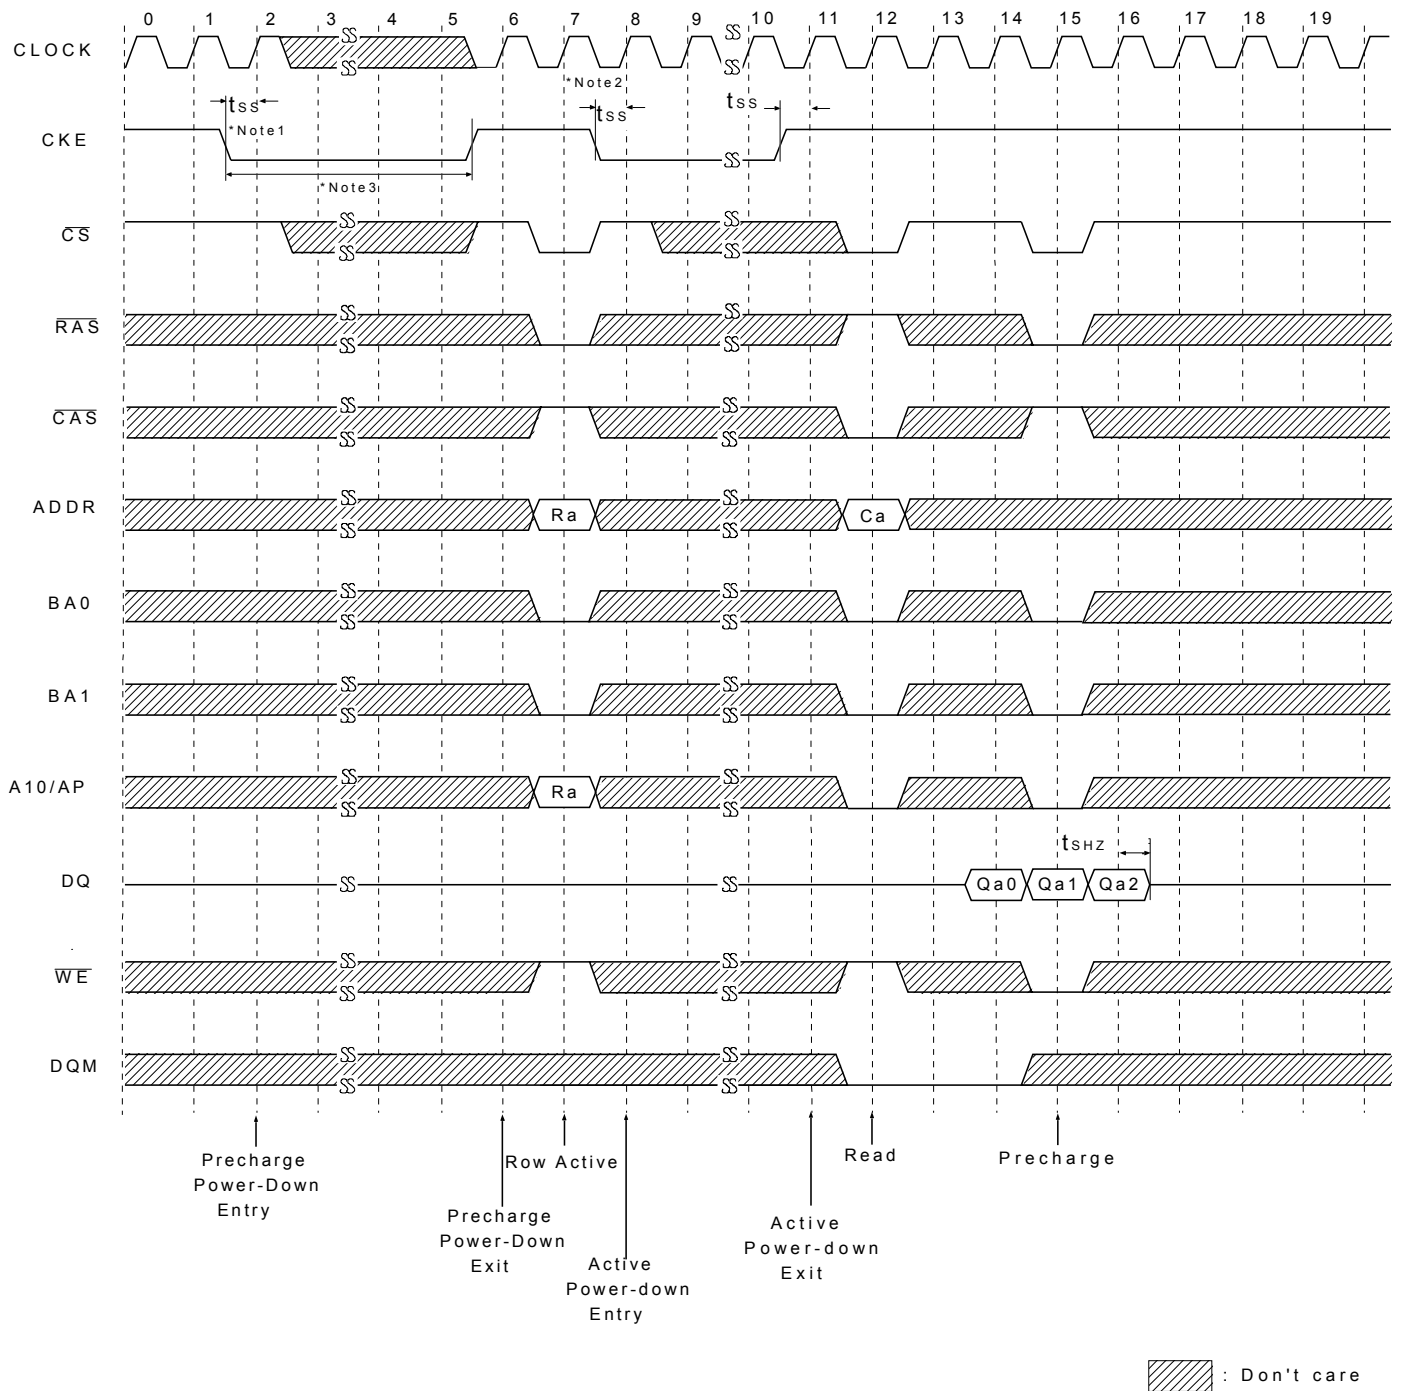 0 1 2 3 4 5 6 7 8 9 10 11 12 13 14 15 16 17 18 19
CLOCK
*Note2
tSS tSS tSS
*Note1
CKE
*Note3
CS
RAS
CAS
ADDR Ra Ca
BA0
BA1
A10/AP Ra
tSHZ
DQ Qa0 Qa1 Qa2
WE
DQM
Precharge
Power-Down
Entry
Row Active
Read
Precharge
Precharge
Power-Down
Exit
Active
Power-down
Exit
Active
Power-down
Entry
: Don't care